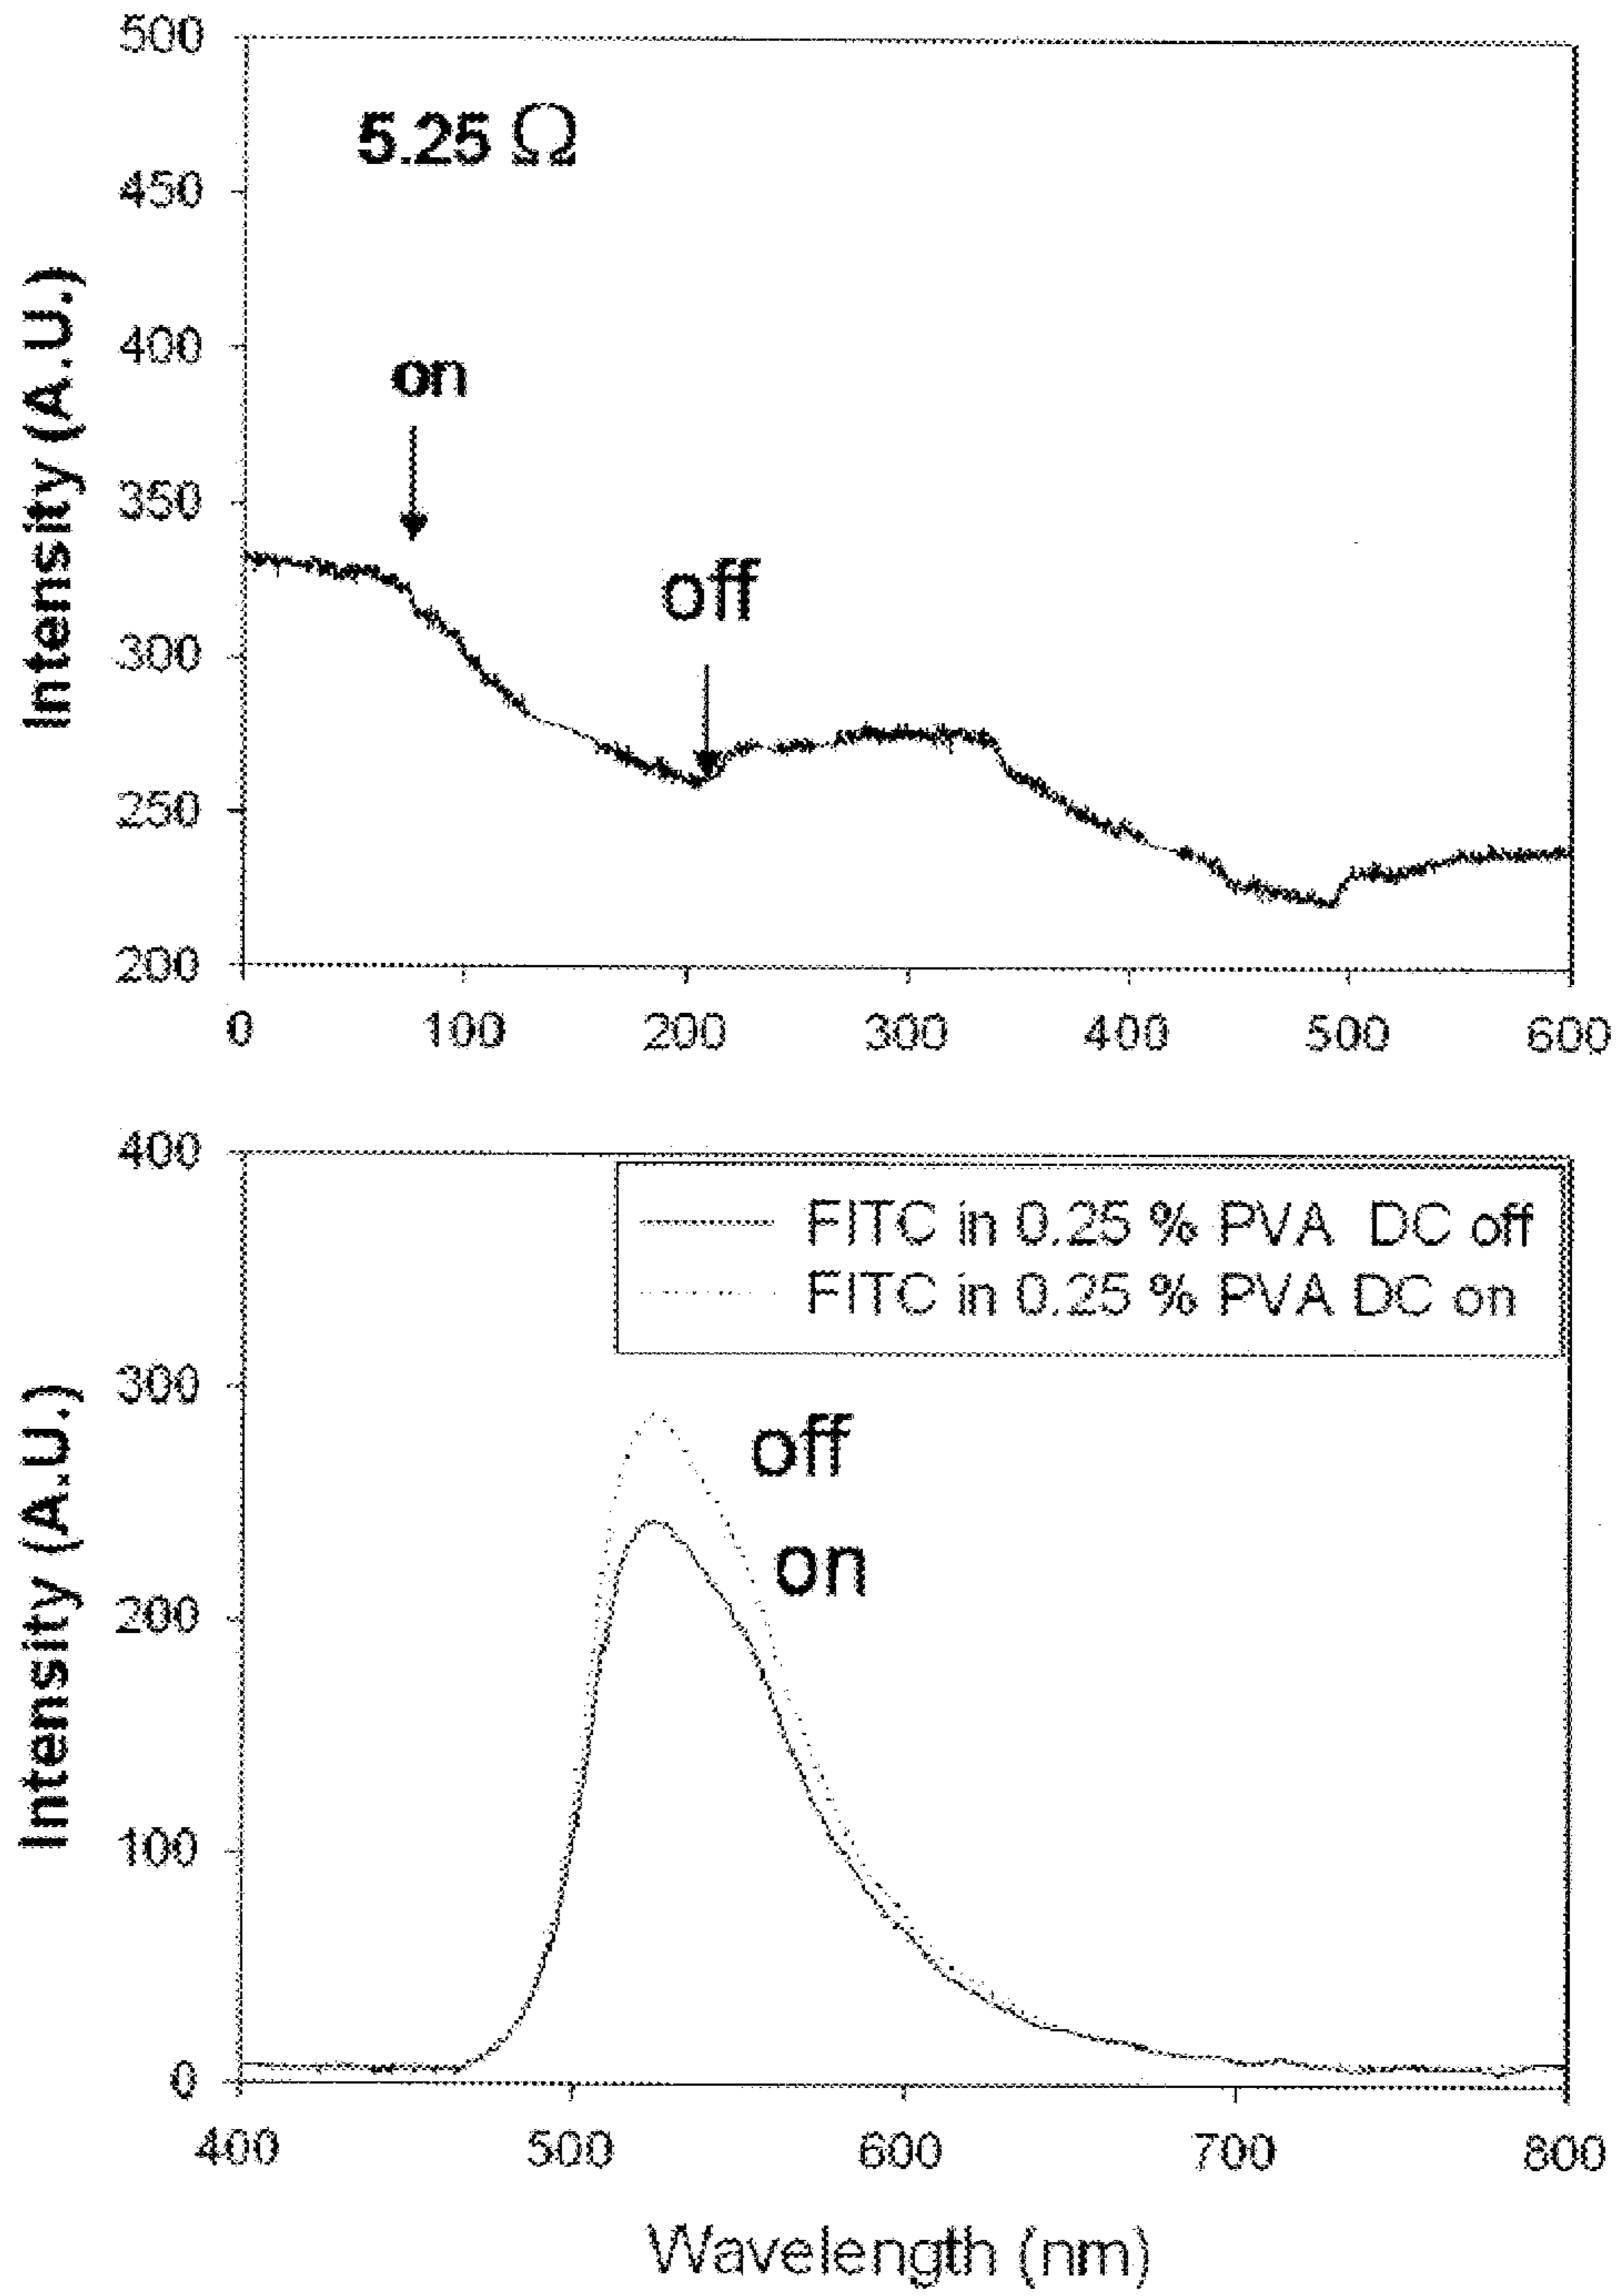 500
5.25 Ω
450
400
on
350
off
300
250
200
0 100 200 300 400 500 600
Intensity (A.U.)
400
FITC in 0.25 % PVA DC off
FITC in 0.25 % PVA DC on
300
off
on
200
100
0
400 500 600 700 800
Intensity (A.U.)
Wavelength (nm)